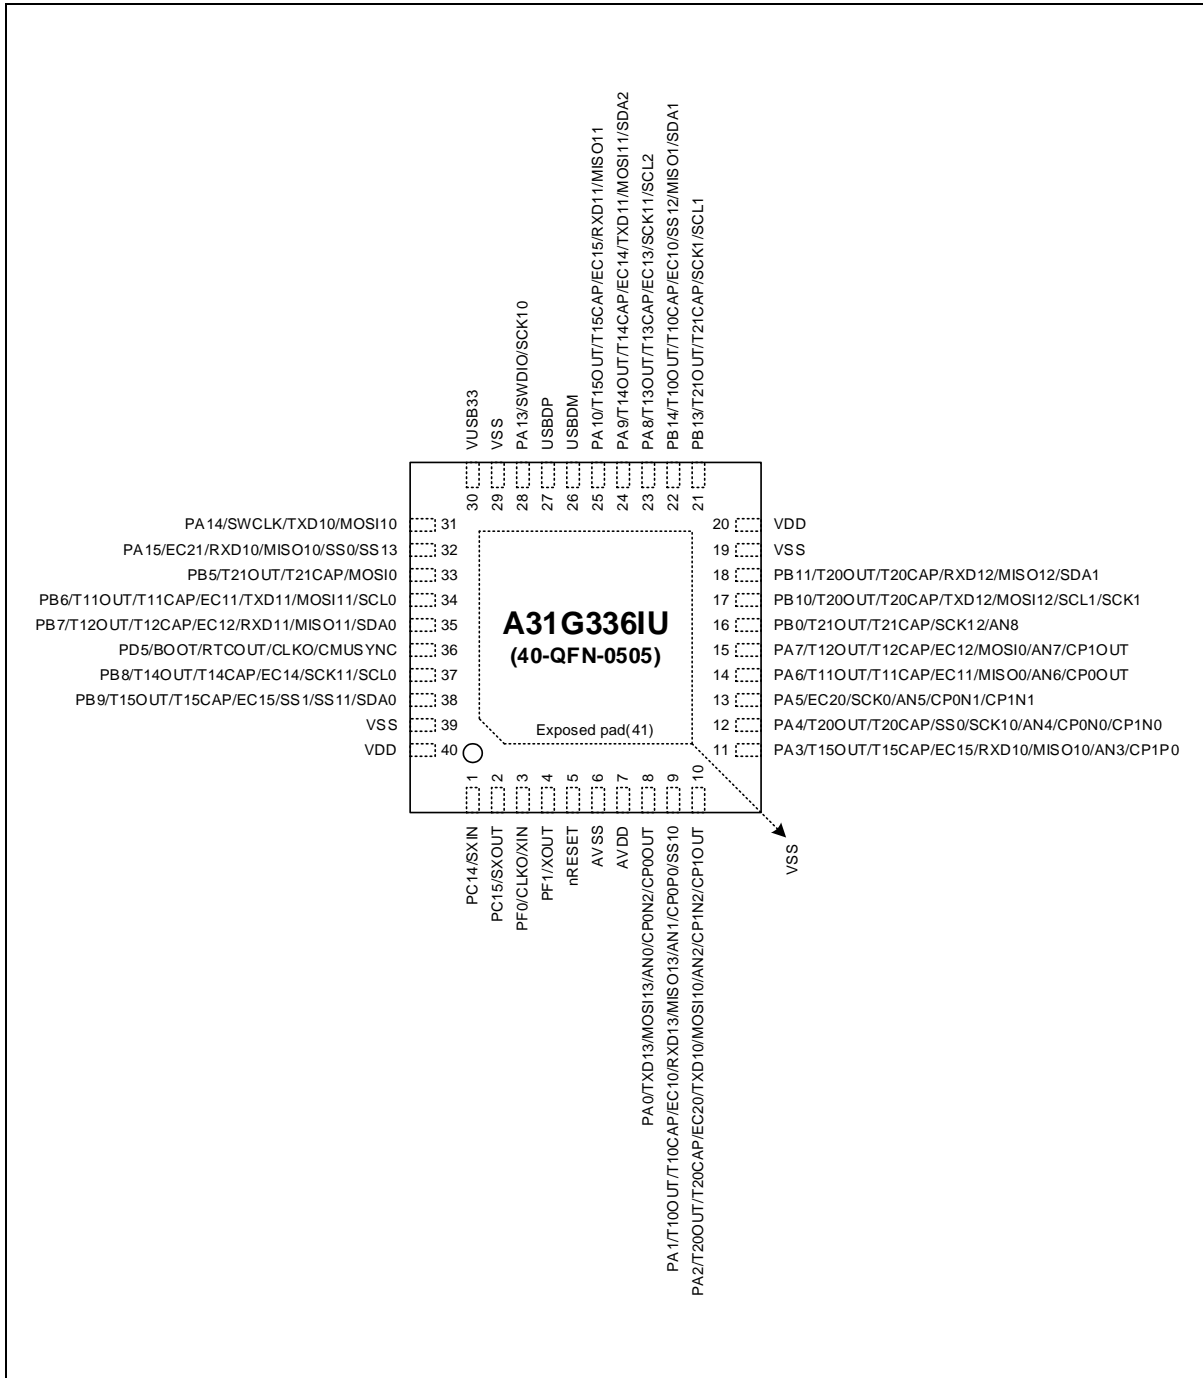 PA10/T15OUT/T15CAP/EC15/RXD11/MISO11
PA9/T14OUT/T14CAP/EC14/TXD11/MOSI11/SDA2
PA8/T13OUT/T13CAP/EC13/SCK11/SCL2
PB14/T10OUT/T10CAP/EC10/SS12/MISO1/SDA1
PB13/T21OUT/T21CAP/SCK1/SCL1
VUSB33
VSS
PA13/SWDIO/SCK10
USBDP
USBDM
30
29
28
27
26
25
24
23
22
21
PA14/SWCLK/TXD10/MOSI10 31
PA15/EC21/RXD10/MISO10/SS0/SS13 32
PB5/T21OUT/T21CAP/MOSI0 33
PB6/T11OUT/T11CAP/EC11/TXD11/MOSI11/SCL0 34
PB7/T12OUT/T12CAP/EC12/RXD11/MISO11/SDA0 35
PD5/BOOT/RTCOUT/CLKO/CMUSYNC 36
PB8/T14OUT/T14CAP/EC14/SCK11/SCL0 37
PB9/T15OUT/T15CAP/EC15/SS1/SS11/SDA0 38
VSS 39
VDD 40
A31G336IU
(40-QFN-0505)
Exposed pad(41)
20 VDD
19 VSS
18 PB11/T20OUT/T20CAP/RXD12/MISO12/SDA1
17 PB10/T20OUT/T20CAP/TXD12/MOSI12/SCL1/SCK1
16 PB0/T21OUT/T21CAP/SCK12/AN8
15 PA7/T12OUT/T12CAP/EC12/MOSI0/AN7/CP1OUT
14 PA6/T11OUT/T11CAP/EC11/MISO0/AN6/CP0OUT
13 PA5/EC20/SCK0/AN5/CP0N1/CP1N1
12 PA4/T20OUT/T20CAP/SS0/SCK10/AN4/CP0N0/CP1N0
11 PA3/T15OUT/T15CAP/EC15/RXD10/MISO10/AN3/CP1P0
1
2
3
4
5
6
7
8
9
10
PC14/SXIN
PC15/SXOUT
PF0/CLKO/XIN
PF1/XOUT
nRESET
AVSS
AVDD
PA0/TXD13/MOSI13/AN0/CP0N2/CP0OUT
PA1/T10OUT/T10CAP/EC10/RXD13/MISO13/AN1/CP0P0/SS10
PA2/T20OUT/T20CAP/EC20/TXD10/MOSI10/AN2/CP1N2/CP1OUT
VSS